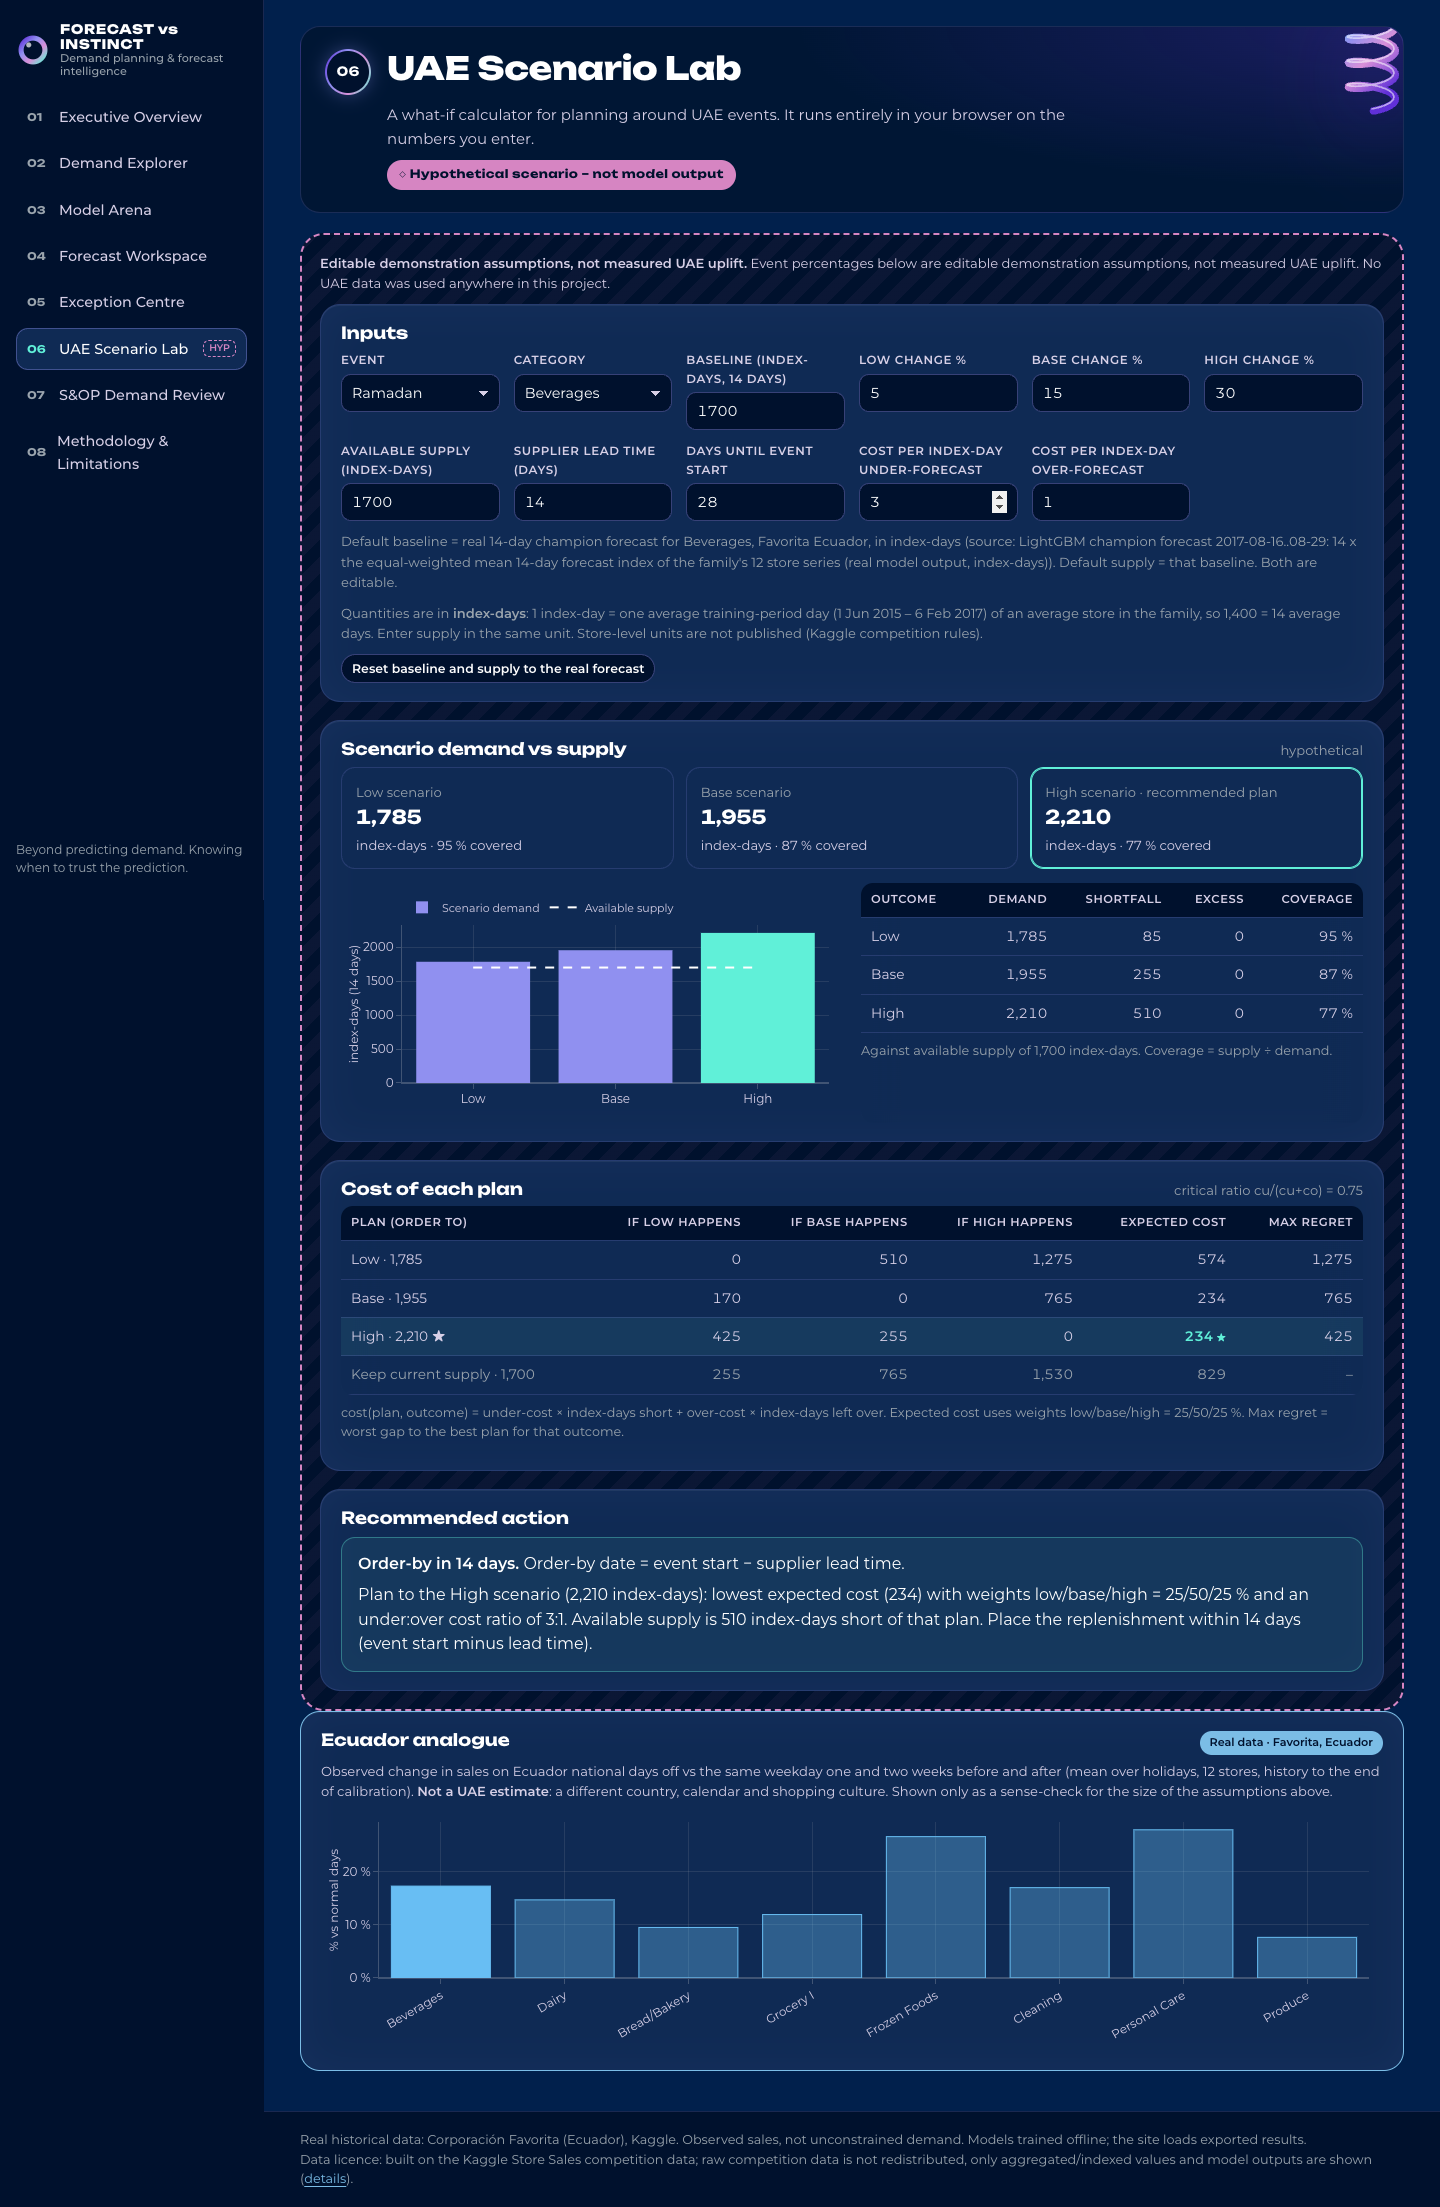 FORECAST vs
INSTINCT
Demand planning & forecast
intelligence
01 Executive Overview
02 Demand Explorer
03 Model Arena
04 Forecast Workspace
05 Exception Centre
06 UAE Scenario Lab HYP
07 S&OP Demand Review
08 Methodology &
Limitations
Beyond predicting demand. Knowing
when to trust the prediction.
06 UAE Scenario Lab
A what-if calculator for planning around UAE events. It runs entirely in your browser on the
numbers you enter.
◇ Hypothetical scenario – not model output
Editable demonstration assumptions, not measured UAE uplift. Event percentages below are editable demonstration assumptions, not measured UAE uplift. No
UAE data was used anywhere in this project.
Inputs
EVENT
Ramadan
CATEGORY
Beverages
BASELINE (INDEX-
DAYS, 14 DAYS)
1700
LOW CHANGE %
5
BASE CHANGE %
15
HIGH CHANGE %
30
AVAILABLE SUPPLY
(INDEX-DAYS)
1700
SUPPLIER LEAD TIME
(DAYS)
14
DAYS UNTIL EVENT
START
28
COST PER INDEX-DAY
UNDER-FORECAST
3
COST PER INDEX-DAY
OVER-FORECAST
1
Default baseline = real 14-day champion forecast for Beverages, Favorita Ecuador, in index-days (source: LightGBM champion forecast 2017-08-16..08-29: 14 x
the equal-weighted mean 14-day forecast index of the family's 12 store series (real model output, index-days)). Default supply = that baseline. Both are
editable.
Quantities are in index-days: 1 index-day = one average training-period day (1 Jun 2015 – 6 Feb 2017) of an average store in the family, so 1,400 = 14 average
days. Enter supply in the same unit. Store-level units are not published (Kaggle competition rules).
Reset baseline and supply to the real forecast
Scenario demand vs supply
hypothetical
Low scenario
1,785
index-days · 95 % covered
Base scenario
1,955
index-days · 87 % covered
High scenario · recommended plan
2,210
index-days · 77 % covered
Scenario demand Available supply
index-days (14 days)
2000
1500
1000
500
0
Low Base High
OUTCOME DEMAND SHORTFALL EXCESS COVERAGE
Low 1,785 85 0 95 %
Base 1,955 255 0 87 %
High 2,210 510 0 77 %
Against available supply of 1,700 index-days. Coverage = supply ÷ demand.
Cost of each plan
critical ratio cu/(cu+co) = 0.75
PLAN (ORDER TO) IF LOW HAPPENS IF BASE HAPPENS IF HIGH HAPPENS EXPECTED COST MAX REGRET
Low · 1,785 0 510 1,275 574 1,275
Base · 1,955 170 0 765 234 765
High · 2,210 ★ 425 255 0 234 ★ 425
Keep current supply · 1,700 255 765 1,530 829 –
cost(plan, outcome) = under-cost × index-days short + over-cost × index-days left over. Expected cost uses weights low/base/high = 25/50/25 %. Max regret =
worst gap to the best plan for that outcome.
Recommended action
Order-by in 14 days. Order-by date = event start − supplier lead time.
Plan to the High scenario (2,210 index-days): lowest expected cost (234) with weights low/base/high = 25/50/25 % and an
under:over cost ratio of 3:1. Available supply is 510 index-days short of that plan. Place the replenishment within 14 days
(event start minus lead time).
Ecuador analogue
Real data · Favorita, Ecuador
Observed change in sales on Ecuador national days off vs the same weekday one and two weeks before and after (mean over holidays, 12 stores, history to the end
of calibration). Not a UAE estimate: a different country, calendar and shopping culture. Shown only as a sense-check for the size of the assumptions above.
% vs normal days
20 %
10 %
0 %
Beverages Dairy Bread/Bakery Grocery I Frozen Foods Cleaning Personal Care Produce
Real historical data: Corporación Favorita (Ecuador), Kaggle. Observed sales, not unconstrained demand. Models trained offline; the site loads exported results.
Data licence: built on the Kaggle Store Sales competition data; raw competition data is not redistributed, only aggregated/indexed values and model outputs are shown
(details).